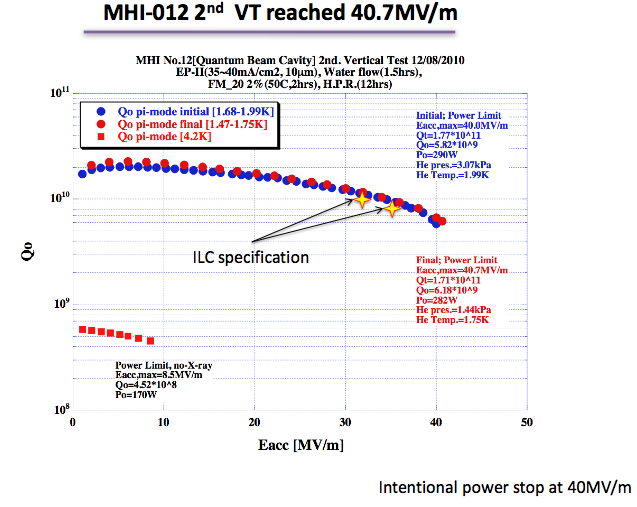 MHI-012 2nd VT reached 40.7MV/m
MHI No.12[Quantum Beam Cavity] 2nd. Vertical Test 12/08/2010
EP-II(35~40mA/cm2, 10μm), Water flow(1.5hrs),
FM_20 2%(50C,2hrs), H.P.R.(12hrs)
10^11
Qo pi-mode initial [1.68-1.99K]
Qo pi-mode final [1.47-1.75K]
Qo pi-mode [4.2K]
Initial; Power Limit
Eacc,max=40.0MV/m
Qt=1.77*10^11
Qo=5.82*10^9
Po=290W
He pres.=3.07kPa
He Temp.=1.99K
10^10
Qo
ILC specification
Final; Power Limit
Eacc,max=40.7MV/m
Qt=1.71*10^11
Qo=6.18*10^9
Po=282W
He pres.=1.44kPa
He Temp.=1.75K
10^9
Power Limit, no-X-ray
Eacc,max=8.5MV/m
Qo=4.52*10^8
Po=170W
10^8
0 10 20 30 40 50
Eacc [MV/m]
Intentional power stop at 40MV/m